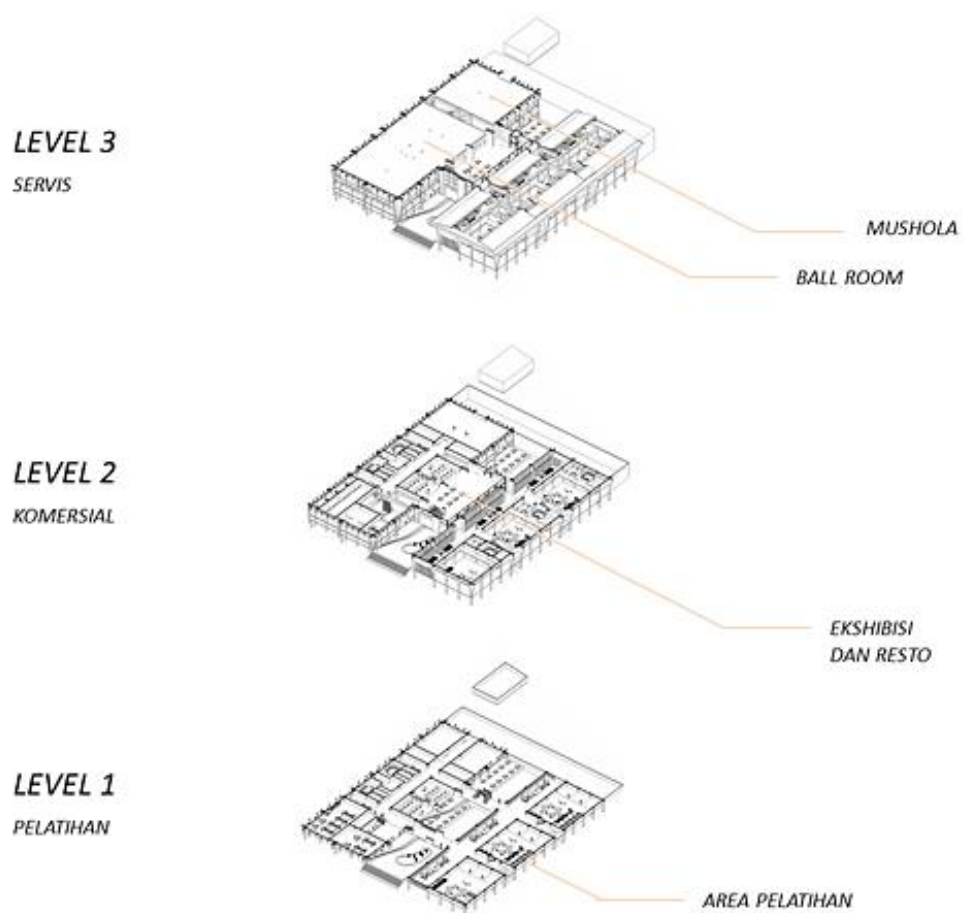 LEVEL 3
SERVIS
MUSHOLA
BALL ROOM
LEVEL 2
KOMERSIAL
EKSHIBISI
DAN RESTO
LEVEL 1
PELATIHAN
AREA PELATIHAN